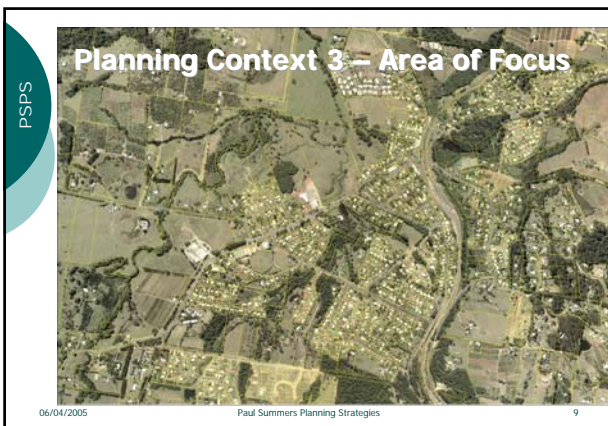 Planning Context 3 – Area of Focus
PSPS
06/04/2005 Paul Summers Planning Strategies 9